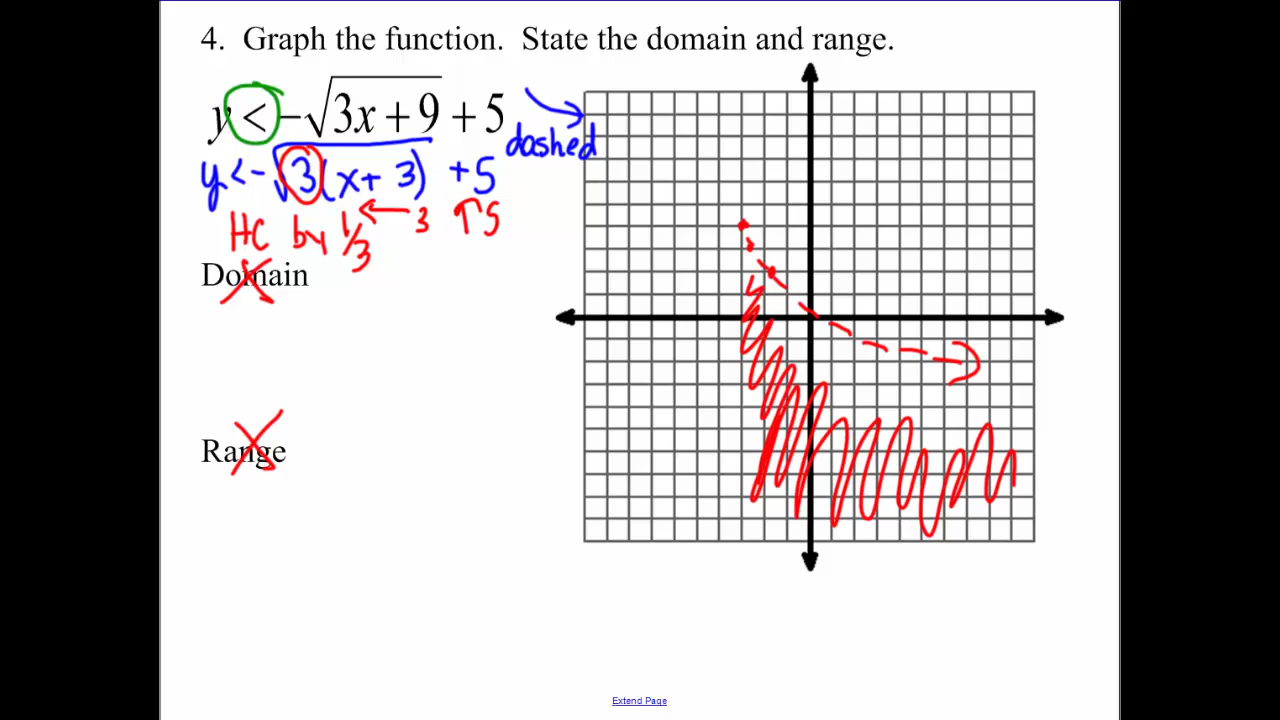 4. Graph the function. State the domain and range.
y < -√3x + 9 + 5
dashed
y < - √3(x + 3) + 5
HC by 1/3 ← 3 ↑5
Domain
Range
Extend Page